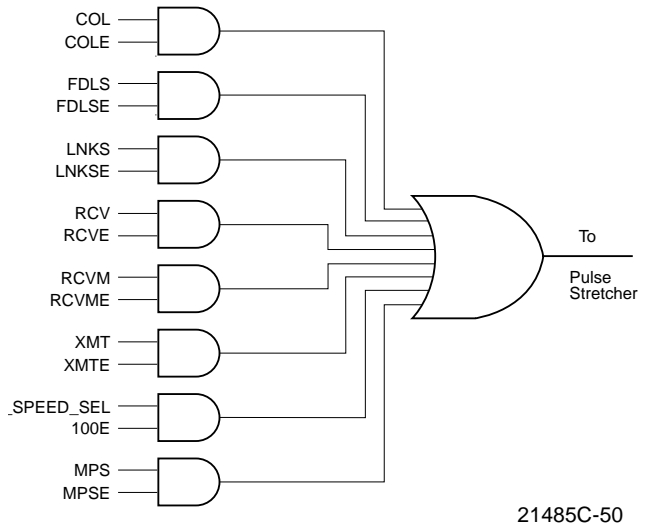 COL
COLE
FDLS
FDLSE
LNKS
LNKSE
RCV
RCVE
RCVM
RCVME
XMT
XMTE
_SPEED_SEL
100E
MPS
MPSE
To
Pulse
Stretcher
21485C-50